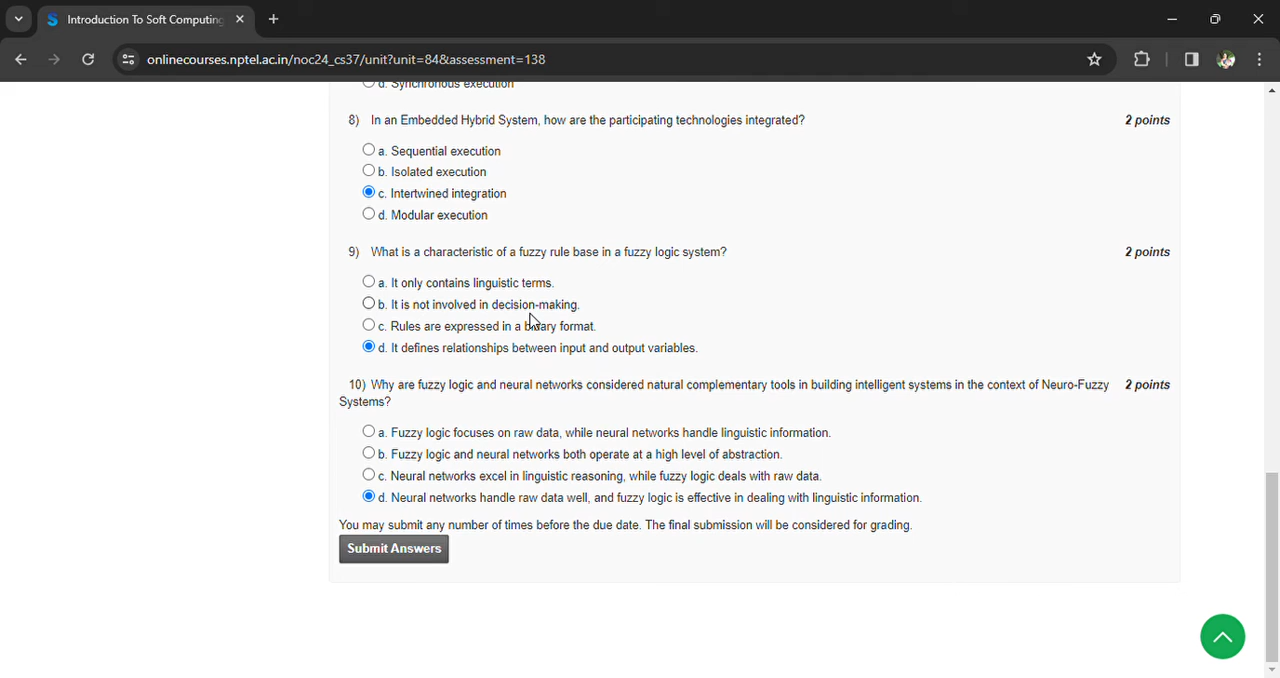 Introduction To Soft Computing
onlinecourses.nptel.ac.in/noc24_cs37/unit?unit=84&assessment=138
d. Synchronous execution
8) In an Embedded Hybrid System, how are the participating technologies integrated? 2 points
a. Sequential execution
b. Isolated execution
c. Intertwined integration
d. Modular execution
9) What is a characteristic of a fuzzy rule base in a fuzzy logic system? 2 points
a. It only contains linguistic terms.
b. It is not involved in decision-making.
c. Rules are expressed in a binary format.
d. It defines relationships between input and output variables.
10) Why are fuzzy logic and neural networks considered natural complementary tools in building intelligent systems in the context of Neuro-Fuzzy 2 points
Systems?
a. Fuzzy logic focuses on raw data, while neural networks handle linguistic information.
b. Fuzzy logic and neural networks both operate at a high level of abstraction.
c. Neural networks excel in linguistic reasoning, while fuzzy logic deals with raw data.
d. Neural networks handle raw data well, and fuzzy logic is effective in dealing with linguistic information.
You may submit any number of times before the due date. The final submission will be considered for grading.
Submit Answers